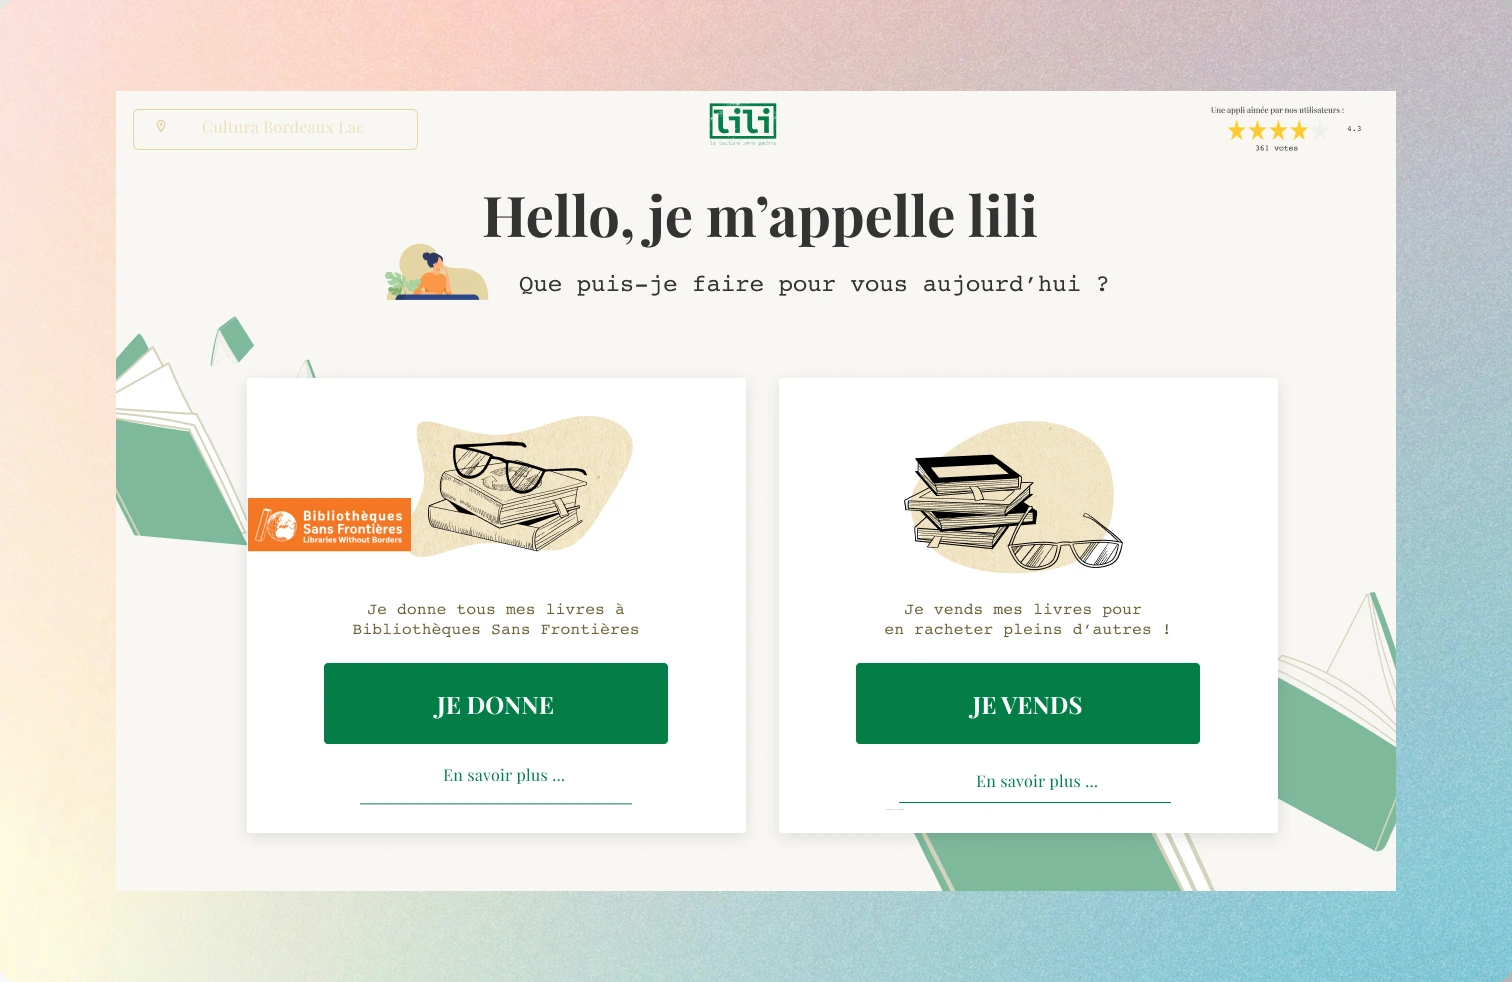 Cultura Bordeaux Lac
lili
la lecture zéro gâchis
Une appli aimée par nos utilisateurs :
4.3
361 votes
Hello, je m’appelle lili
Que puis-je faire pour vous aujourd’hui ?
Bibliothèques
Sans Frontières
Libraries Without Borders
Je donne tous mes livres à
Bibliothèques Sans Frontières
JE DONNE
En savoir plus ...
Je vends mes livres pour
en racheter pleins d’autres !
JE VENDS
En savoir plus ...